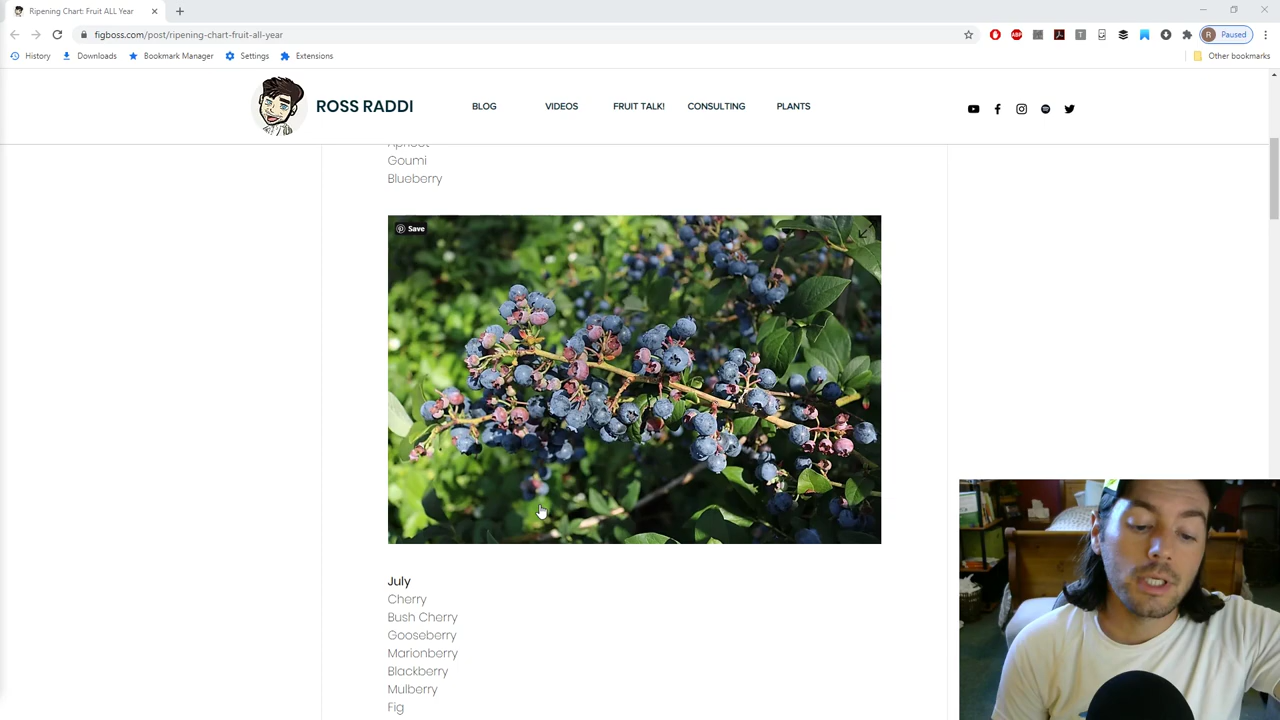 Ripening Chart: Fruit ALL Year
figboss.com/post/ripening-chart-fruit-all-year
Paused
History
Downloads
Bookmark Manager
Settings
Extensions
Other bookmarks
ROSS RADDI
BLOG
VIDEOS
FRUIT TALK!
CONSULTING
PLANTS
Apricot
Goumi
Blueberry
Save
July
Cherry
Bush Cherry
Gooseberry
Marionberry
Blackberry
Mulberry
Fig